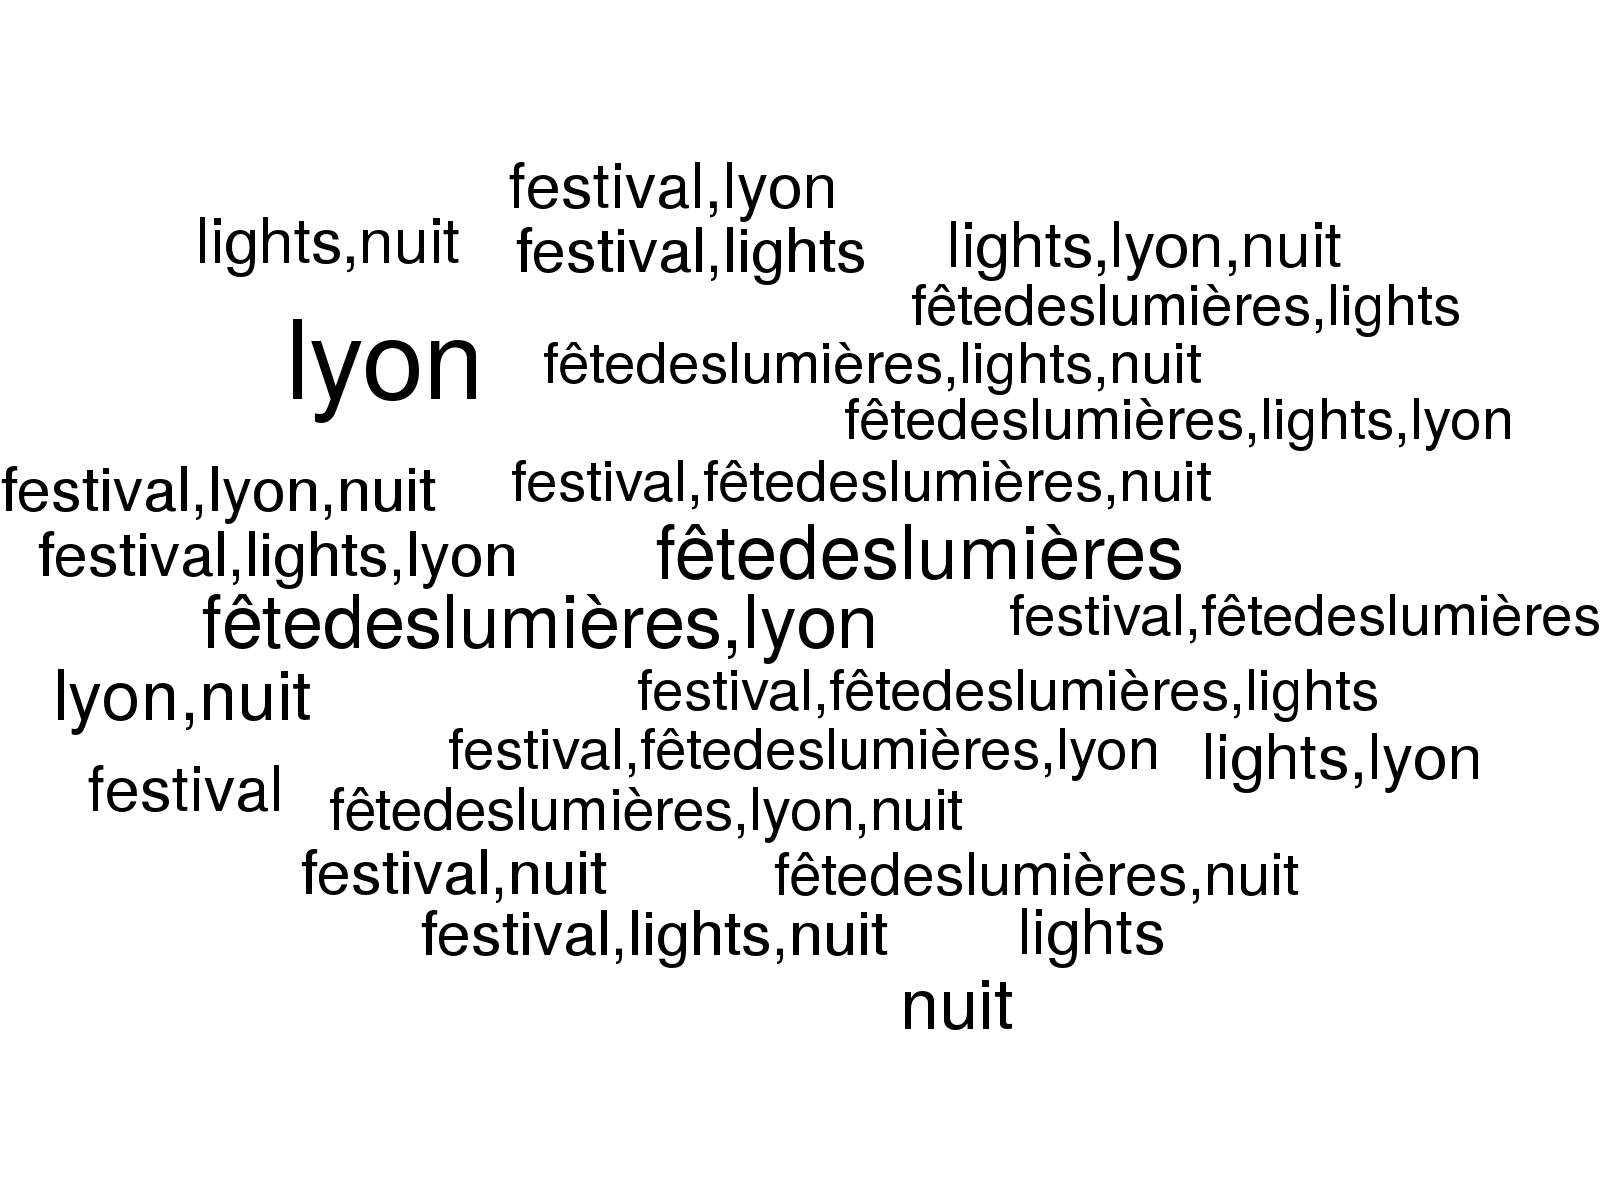 festival,lyon
lights,nuit
festival,lights
lights,lyon,nuit
fêtedeslumières,lights
lyon
fêtedeslumières,lights,nuit
fêtedeslumières,lights,lyon
festival,lyon,nuit
festival,fêtedeslumières,nuit
festival,lights,lyon
fêtedeslumières
fêtedeslumières,lyon
festival,fêtedeslumières
lyon,nuit
festival,fêtedeslumières,lights
festival,fêtedeslumières,lyon
lights,lyon
festival
fêtedeslumières,lyon,nuit
festival,nuit
fêtedeslumières,nuit
festival,lights,nuit
lights
nuit